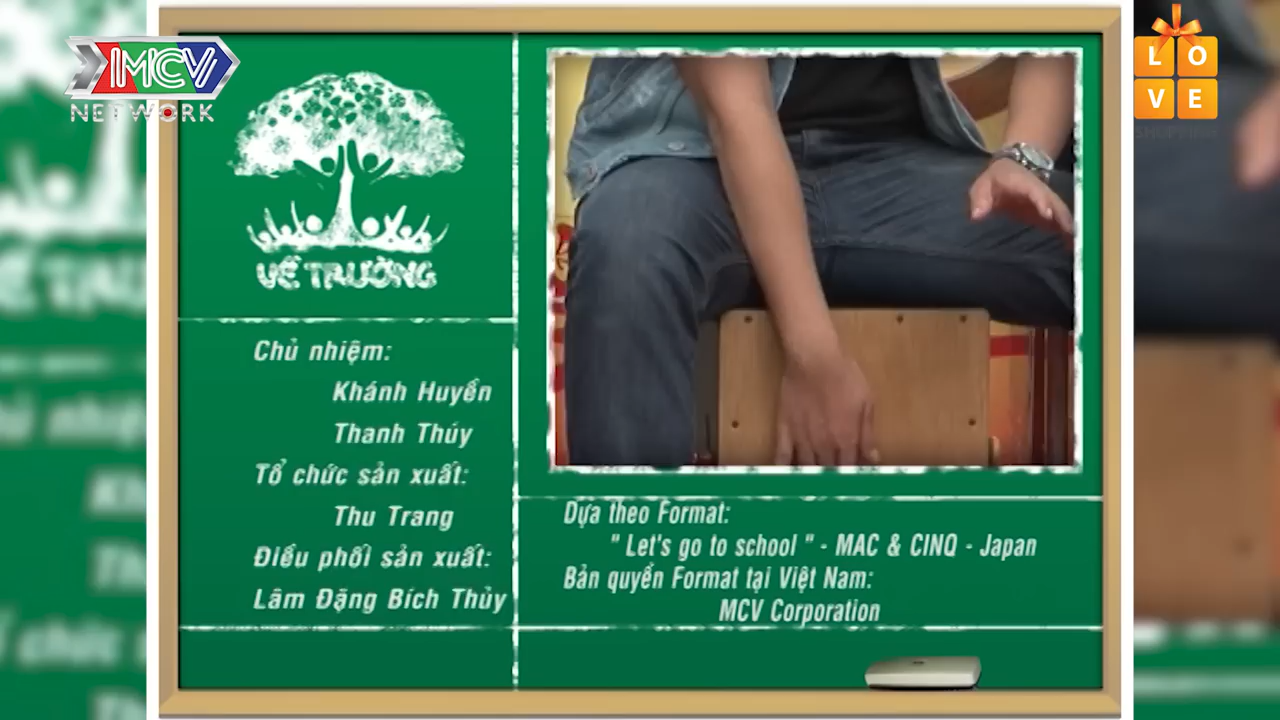 MCV
NETWORK
LO
VE
VỀ TRƯỜNG
Chủ nhiệm:
Khánh Huyền
Thanh Thúy
Tổ chức sản xuất:
Thu Trang
Điều phối sản xuất:
Lâm Đặng Bích Thủy
Dựa theo Format:
" Let's go to school " - MAC & CINQ - Japan
Bản quyền Format tại Việt Nam:
MCV Corporation